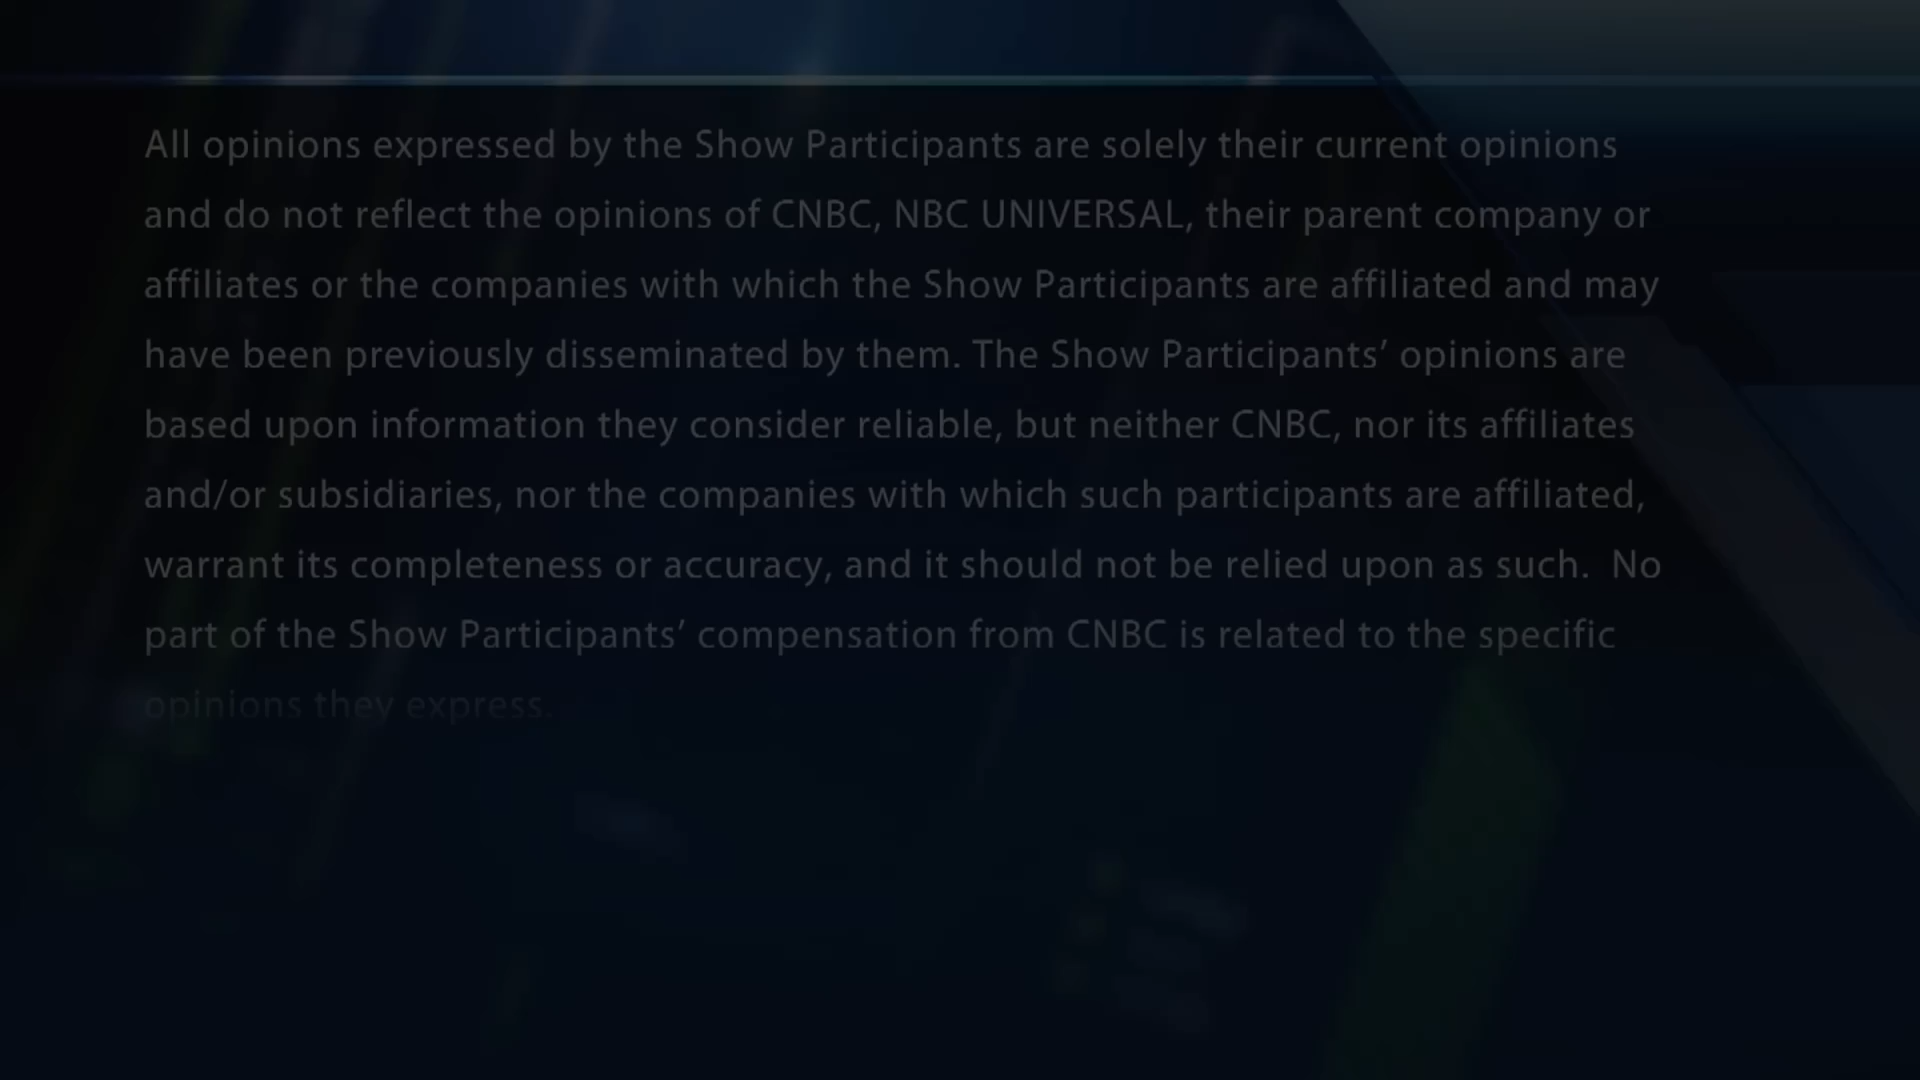 All opinions expressed by the Show Participants are solely their current opinions
and do not reflect the opinions of CNBC, NBC UNIVERSAL, their parent company or
affiliates or the companies with which the Show Participants are affiliated and may
have been previously disseminated by them. The Show Participants’ opinions are
based upon information they consider reliable, but neither CNBC, nor its affiliates
and/or subsidiaries, nor the companies with which such participants are affiliated,
warrant its completeness or accuracy, and it should not be relied upon as such.  No
part of the Show Participants’ compensation from CNBC is related to the specific
opinions they express.